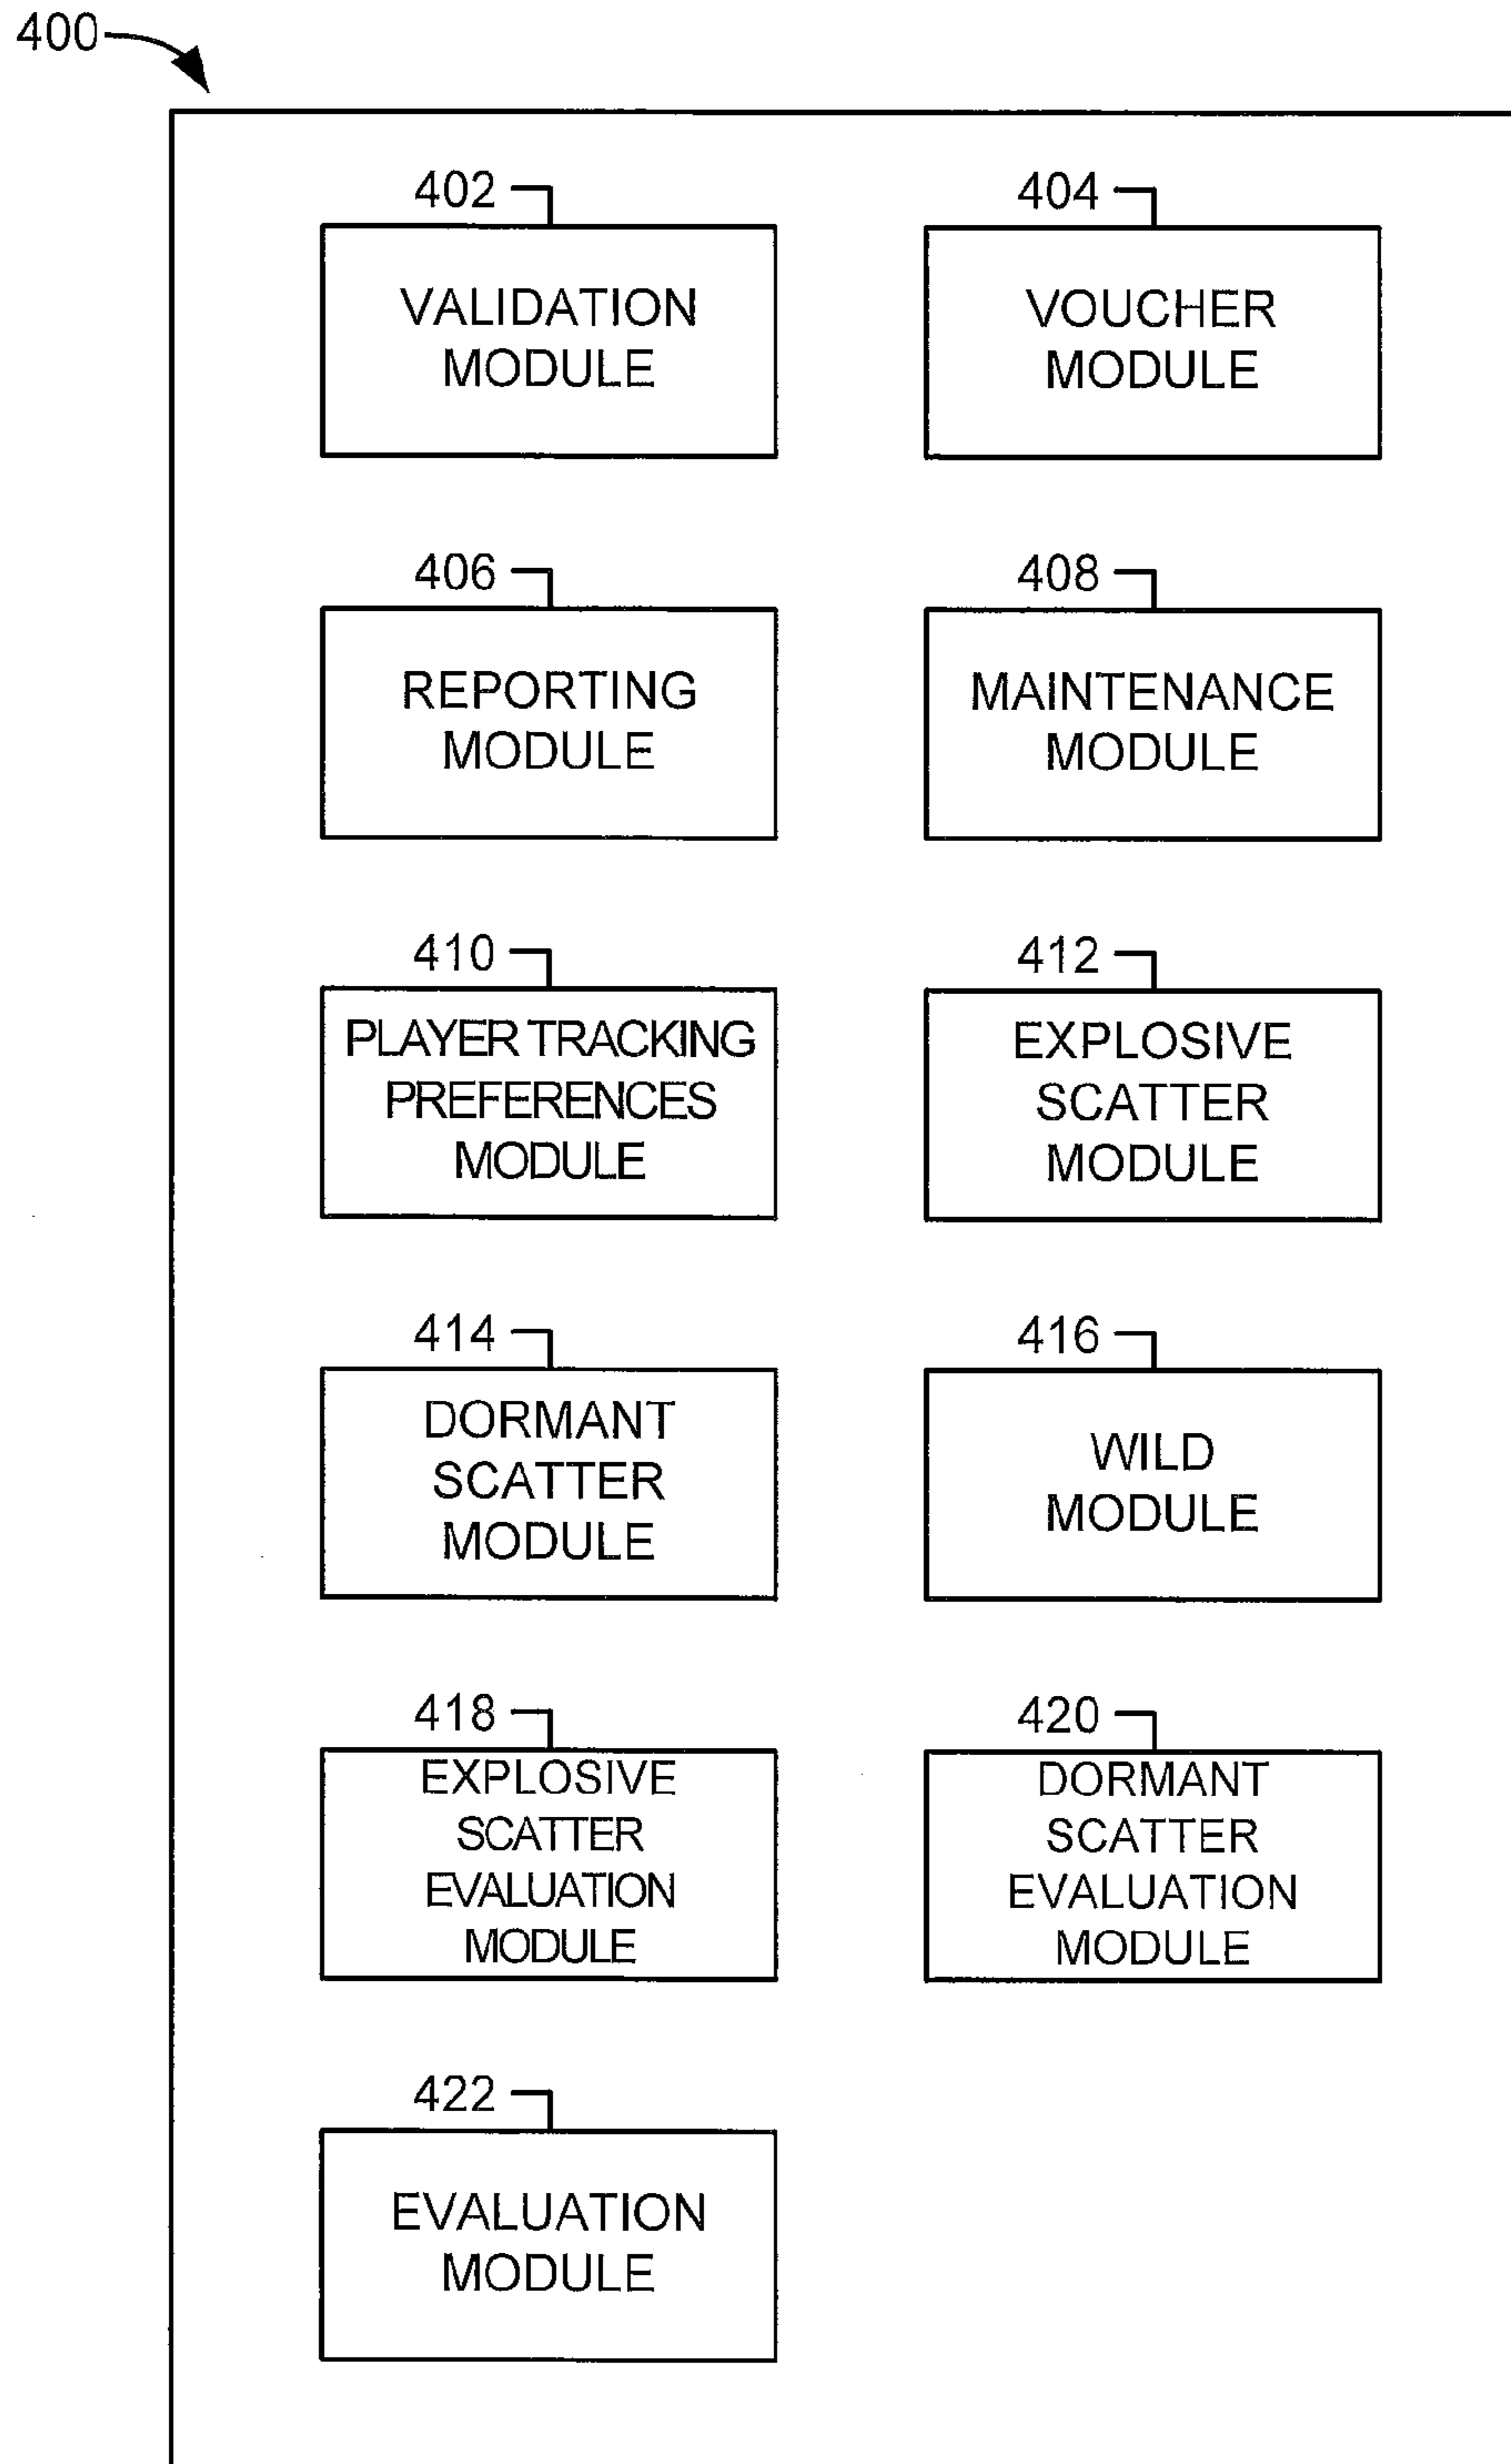 400
402
VALIDATION
MODULE
404
VOUCHER
MODULE
406
REPORTING
MODULE
408
MAINTENANCE
MODULE
410
PLAYER TRACKING
PREFERENCES
MODULE
412
EXPLOSIVE
SCATTER
MODULE
414
DORMANT
SCATTER
MODULE
416
WILD
MODULE
418
EXPLOSIVE
SCATTER
EVALUATION
MODULE
420
DORMANT
SCATTER
EVALUATION
MODULE
422
EVALUATION
MODULE